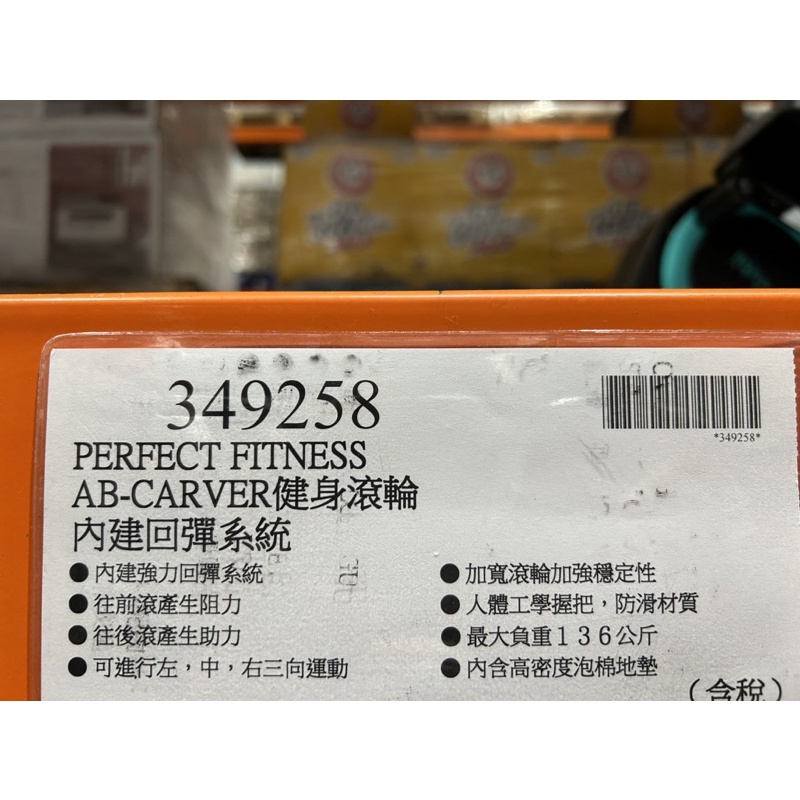 349258
*349258*
PERFECT FITNESS
AB-CARVER健身滾輪
內建回彈系統
●內建強力回彈系統
●往前滾產生阻力
●往後滾產生助力
●可進行左，中，右三向運動
●加寬滾輪加強穩定性
●人體工學握把，防滑材質
●最大負重１３６公斤
●內含高密度泡棉地墊
（含稅）